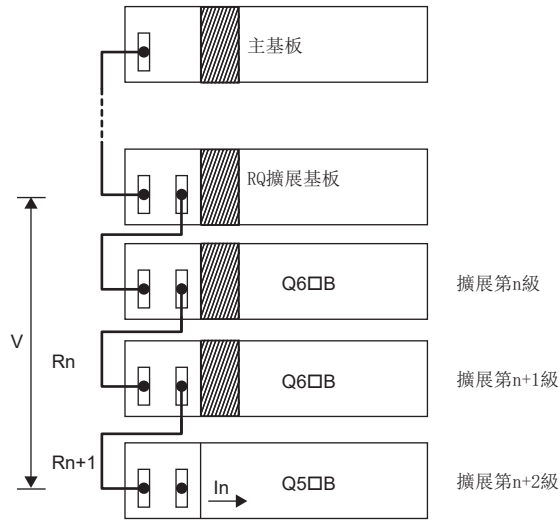 主基板
RQ擴展基板
Q6□B
擴展第n級
V
Rn
Q6□B
擴展第n+1級
Rn+1
In
Q5□B
擴展第n+2級